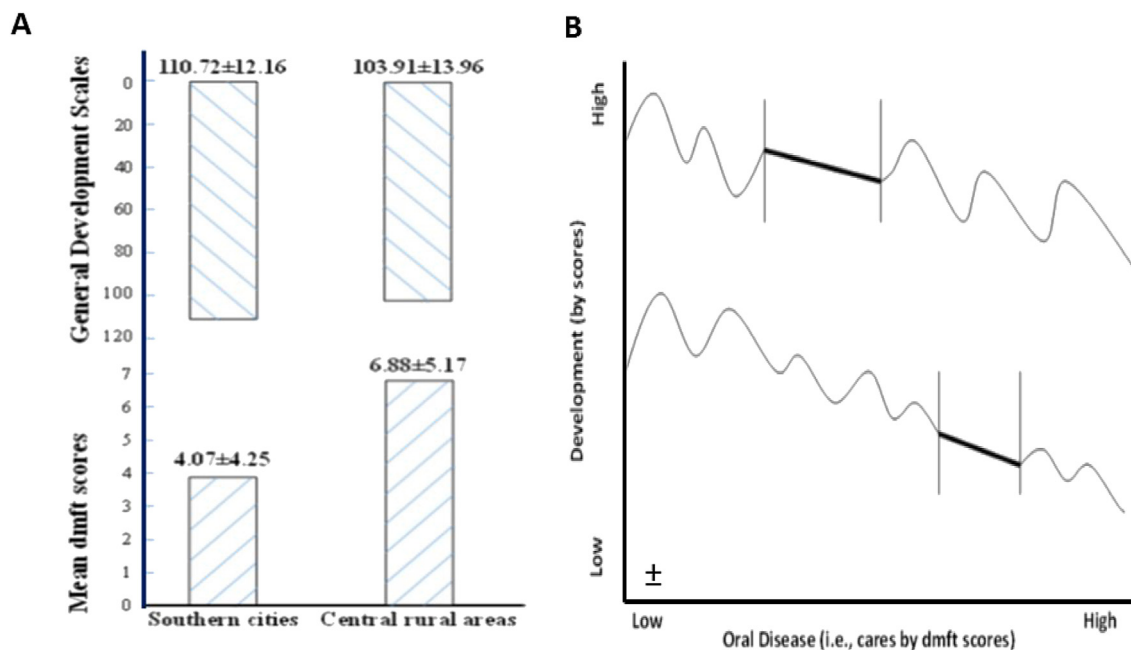 A
General Development Scales
110.72±12.16
103.91±13.96
0
20
40
60
80
100
120
Mean dmft scores
6.88±5.17
4.07±4.25
7
6
5
4
3
2
1
0
Southern cities
Central rural areas
B
High
Development (by scores)
Low
±
Low
High
Oral Disease (i.e., cares by dmft scores)